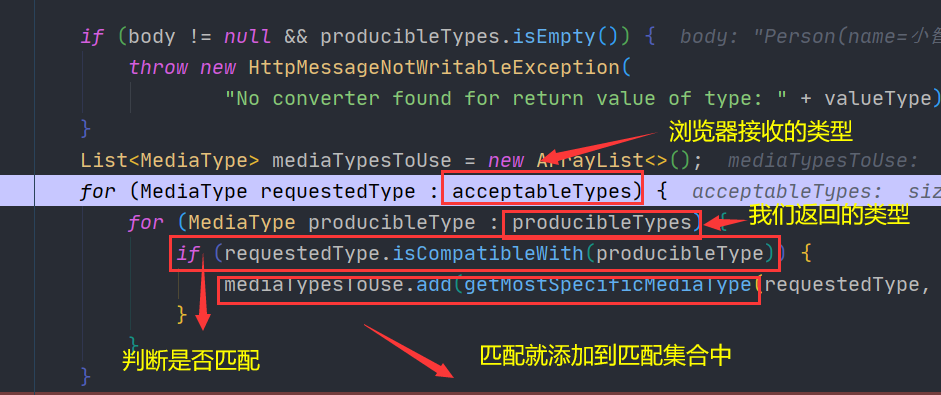 if (body != null && producibleTypes.isEmpty()) { body: "Person(name=小
throw new HttpMessageNotWritableException(
"No converter found for return value of type: " + valueType)
}
浏览器接收的类型
List<MediaType> mediaTypesToUse = new ArrayList<>(); mediaTypesToUse:
for (MediaType requestedType : acceptableTypes) { acceptableTypes: siz
我们返回的类型
for (MediaType producibleType : producibleTypes) {
if (requestedType.isCompatibleWith(producibleType)) {
mediaTypesToUse.add(getMostSpecificMediaType(requestedType,
}
}
判断是否匹配
匹配就添加到匹配集合中
}